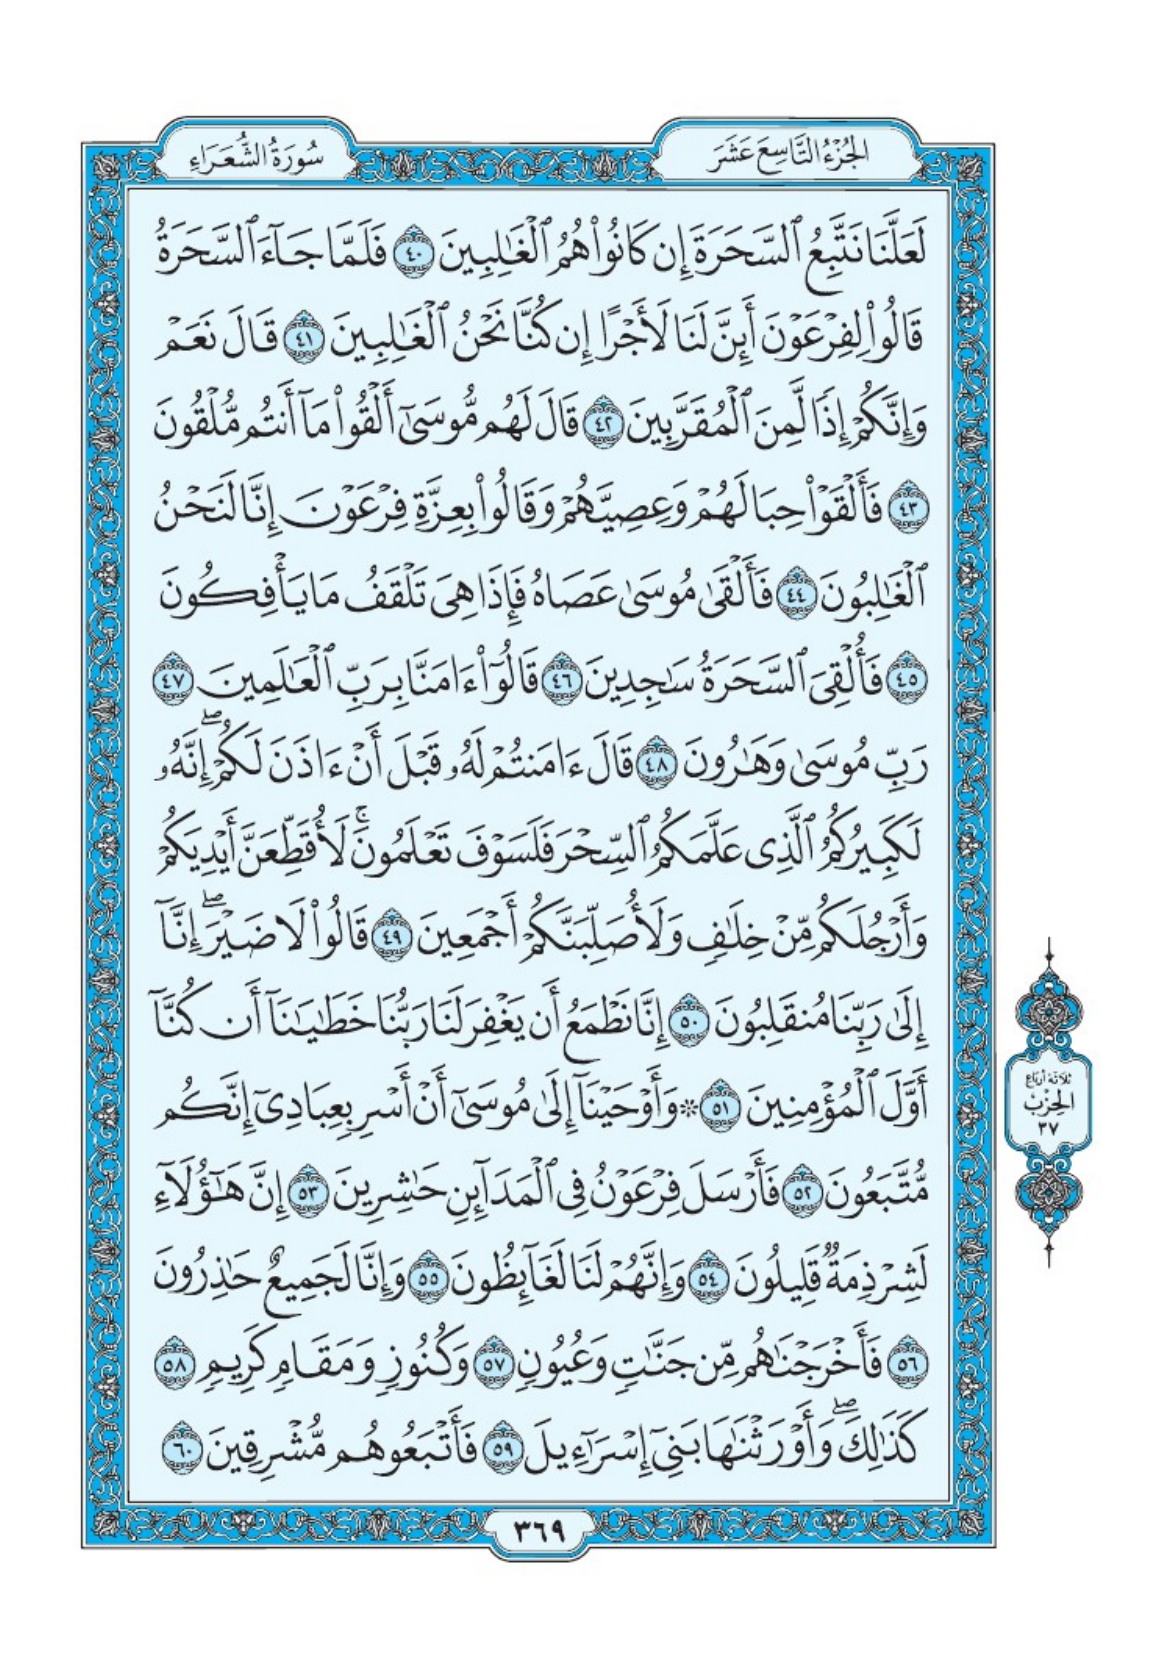 الجُزْءُ التَّاسِعَ عَشَرَ
سُورَةُ الشُّعَرَاءِ
لَعَلَّنَا نَتَّبِعُ ٱلسَّحَرَةَ إِن كَانُوا۟ هُمُ ٱلْغَـٰلِبِينَ ٤٠ فَلَمَّا جَآءَ ٱلسَّحَرَةُ
قَالُوا۟ لِفِرْعَوْنَ أَئِنَّ لَنَا لَأَجْرًا إِن كُنَّا نَحْنُ ٱلْغَـٰلِبِينَ ٤١ قَالَ نَعَمْ
وَإِنَّكُمْ إِذًا لَّمِنَ ٱلْمُقَرَّبِينَ ٤٢ قَالَ لَهُم مُّوسَىٰٓ أَلْقُوا۟ مَآ أَنتُم مُّلْقُونَ
٤٣ فَأَلْقَوْا۟ حِبَالَهُمْ وَعِصِيَّهُمْ وَقَالُوا۟ بِعِزَّةِ فِرْعَوْنَ إِنَّا لَنَحْنُ
ٱلْغَـٰلِبُونَ ٤٤ فَأَلْقَىٰ مُوسَىٰ عَصَاهُ فَإِذَا هِىَ تَلْقَفُ مَا يَأْفِكُونَ
٤٥ فَأُلْقِىَ ٱلسَّحَرَةُ سَـٰجِدِينَ ٤٦ قَالُوٓا۟ ءَامَنَّا بِرَبِّ ٱلْعَـٰلَمِينَ ٤٧
رَبِّ مُوسَىٰ وَهَـٰرُونَ ٤٨ قَالَ ءَامَنتُمْ لَهُۥ قَبْلَ أَنْ ءَاذَنَ لَكُمْ ۖ إِنَّهُۥ
لَكَبِيرُكُمُ ٱلَّذِى عَلَّمَكُمُ ٱلسِّحْرَ فَلَسَوْفَ تَعْلَمُونَ ۚ لَأُقَطِّعَنَّ أَيْدِيَكُمْ
وَأَرْجُلَكُم مِّنْ خِلَـٰفٍ وَلَأُصَلِّبَنَّكُمْ أَجْمَعِينَ ٤٩ قَالُوا۟ لَا ضَيْرَ ۖ إِنَّآ
إِلَىٰ رَبِّنَا مُنقَلِبُونَ ٥٠ إِنَّا نَطْمَعُ أَن يَغْفِرَ لَنَا رَبُّنَا خَطَـٰيَـٰنَآ أَن كُنَّآ
أَوَّلَ ٱلْمُؤْمِنِينَ ٥١ * وَأَوْحَيْنَآ إِلَىٰ مُوسَىٰٓ أَنْ أَسْرِ بِعِبَادِىٓ إِنَّكُم
مُّتَّبَعُونَ ٥٢ فَأَرْسَلَ فِرْعَوْنُ فِى ٱلْمَدَآئِنِ حَـٰشِرِينَ ٥٣ إِنَّ هَـٰٓؤُلَآءِ
لَشِرْذِمَةٌ قَلِيلُونَ ٥٤ وَإِنَّهُمْ لَنَا لَغَآئِظُونَ ٥٥ وَإِنَّا لَجَمِيعٌ حَـٰذِرُونَ
٥٦ فَأَخْرَجْنَـٰهُم مِّن جَنَّـٰتٍ وَعُيُونٍ ٥٧ وَكُنُوزٍ وَمَقَامٍ كَرِيمٍ ٥٨
كَذَٰلِكَ ۖ وَأَوْرَثْنَـٰهَا بَنِىٓ إِسْرَٰٓءِيلَ ٥٩ فَأَتْبَعُوهُم مُّشْرِقِينَ ٦٠
ثلاثة أرباع
الحِزْب
٣٧
٣٦٩